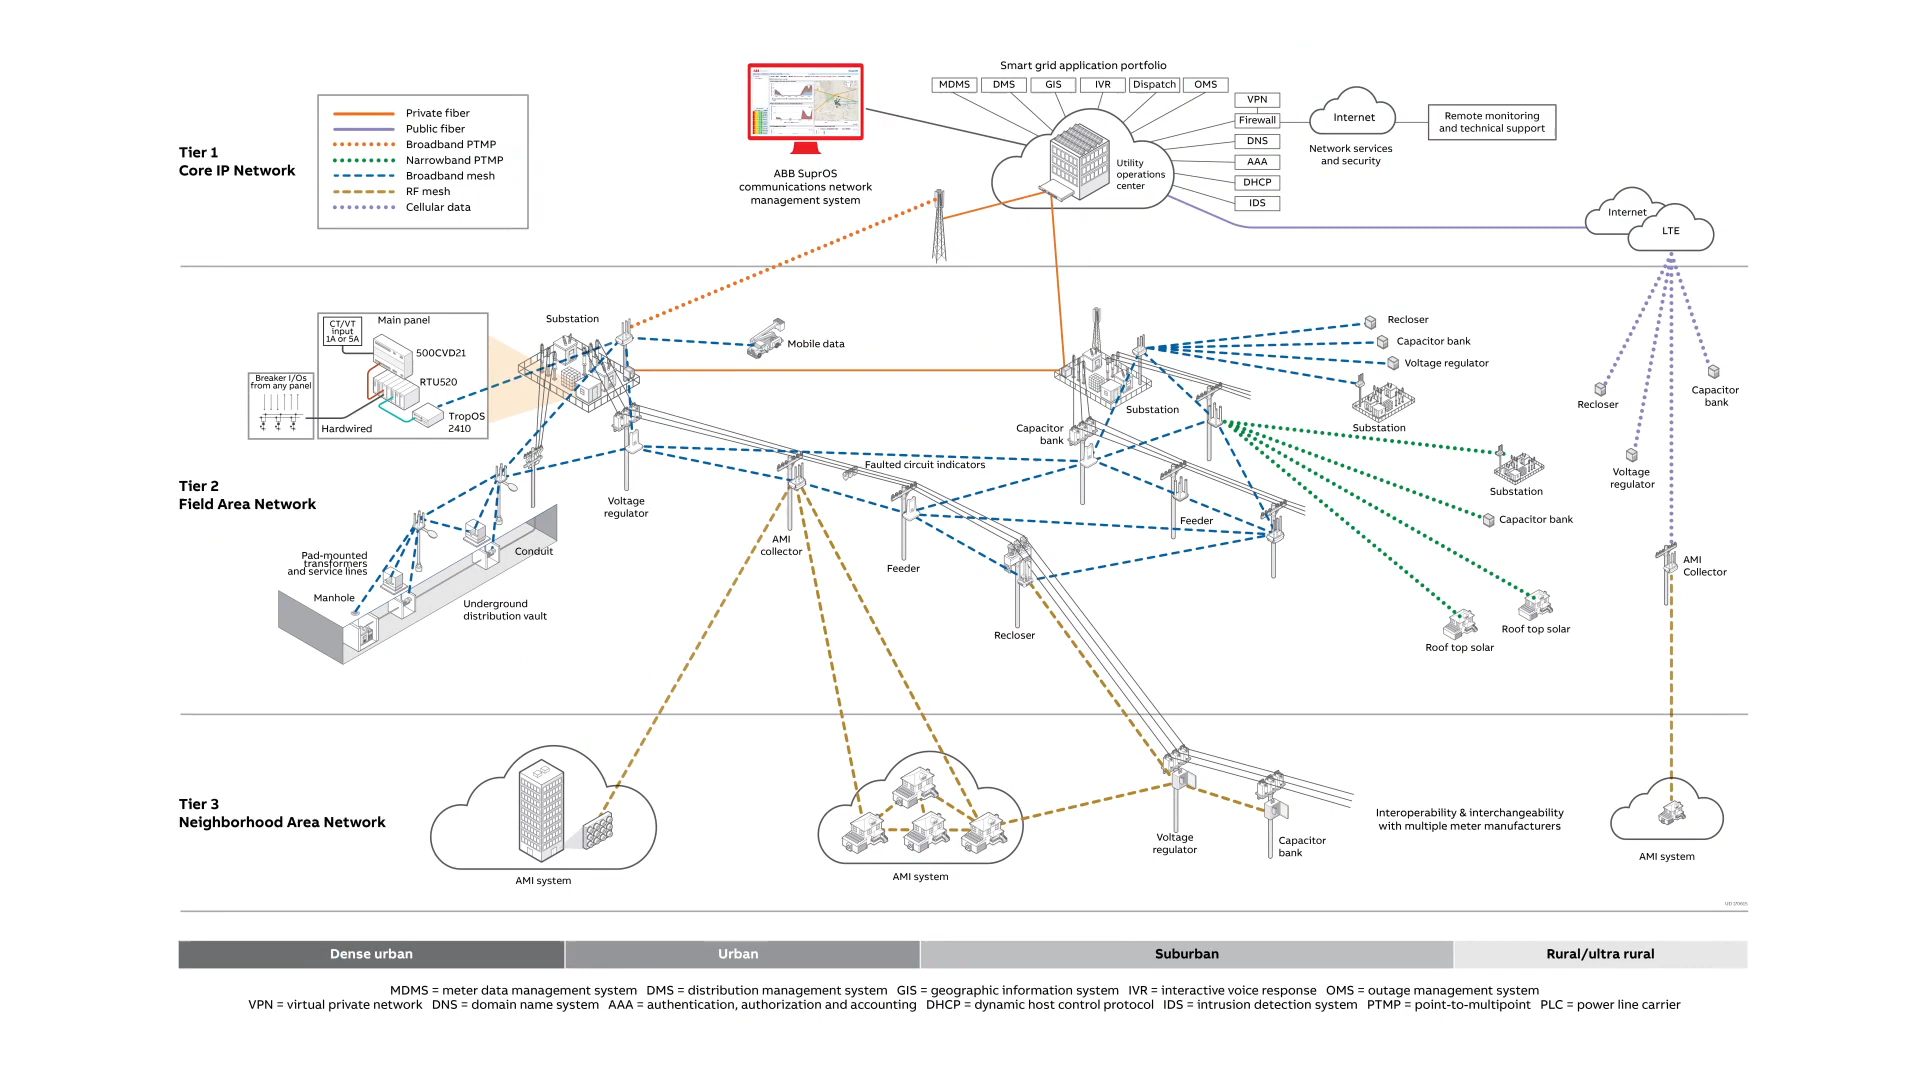 Smart grid application portfolio
MDMS
DMS
GIS
IVR
Dispatch
OMS
VPN
Firewall
DNS
AAA
DHCP
IDS
Internet
Network services
and security
Remote monitoring
and technical support
Utility
operations
center
ABB SuprOS
communications network
management system
Private fiber
Public fiber
Broadband PTMP
Narrowband PTMP
Broadband mesh
RF mesh
Cellular data
Tier 1
Core IP Network
Internet
LTE
CT/VT
input
1A or 5A
Main panel
500CVD21
RTU520
TropOS
2410
Breaker I/Os
from any panel
Hardwired
Substation
Mobile data
Recloser
Capacitor bank
Voltage regulator
Substation
Substation
Capacitor
bank
Recloser
Capacitor
bank
Voltage
regulator
Tier 2
Field Area Network
Voltage
regulator
Faulted circuit indicators
AMI
collector
Feeder
Feeder
Recloser
Substation
Capacitor bank
Roof top solar
Roof top solar
AMI
Collector
Conduit
Pad-mounted
transformers
and service lines
Manhole
Underground
distribution vault
Tier 3
Neighborhood Area Network
AMI system
AMI system
Voltage
regulator
Capacitor
bank
Interoperability & interchangeability
with multiple meter manufacturers
AMI system
Dense urban
Urban
Suburban
Rural/ultra rural
MDMS = meter data management system DMS = distribution management system GIS = geographic information system IVR = interactive voice response OMS = outage management system
VPN = virtual private network DNS = domain name system AAA = authentication, authorization and accounting DHCP = dynamic host control protocol IDS = intrusion detection system PTMP = point-to-multipoint PLC = power line carrier